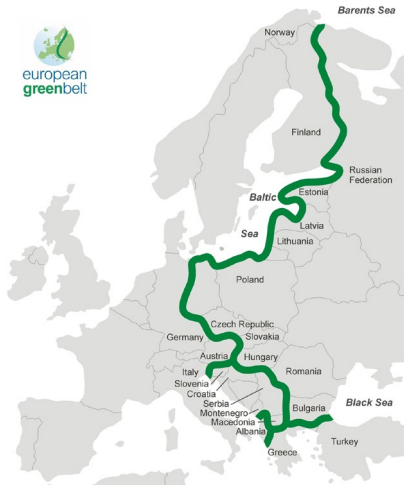 Barents Sea
Norway
european
greenbelt
Finland
Russian
Federation
Estonia
Baltic
Latvia
Sea
Lithuania
Poland
Czech Republic
Germany
Slovakia
Austria
Hungary
Italy
Romania
Slovenia
Croatia
Serbia
Black Sea
Montenegro
Bulgaria
Macedonia
Albania
Turkey
Greece